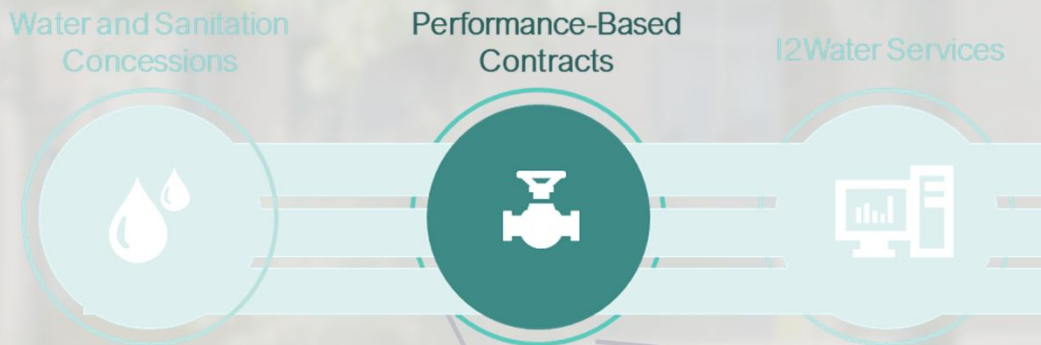 Water and Sanitation
Concessions
Performance-Based
Contracts
I2Water Services